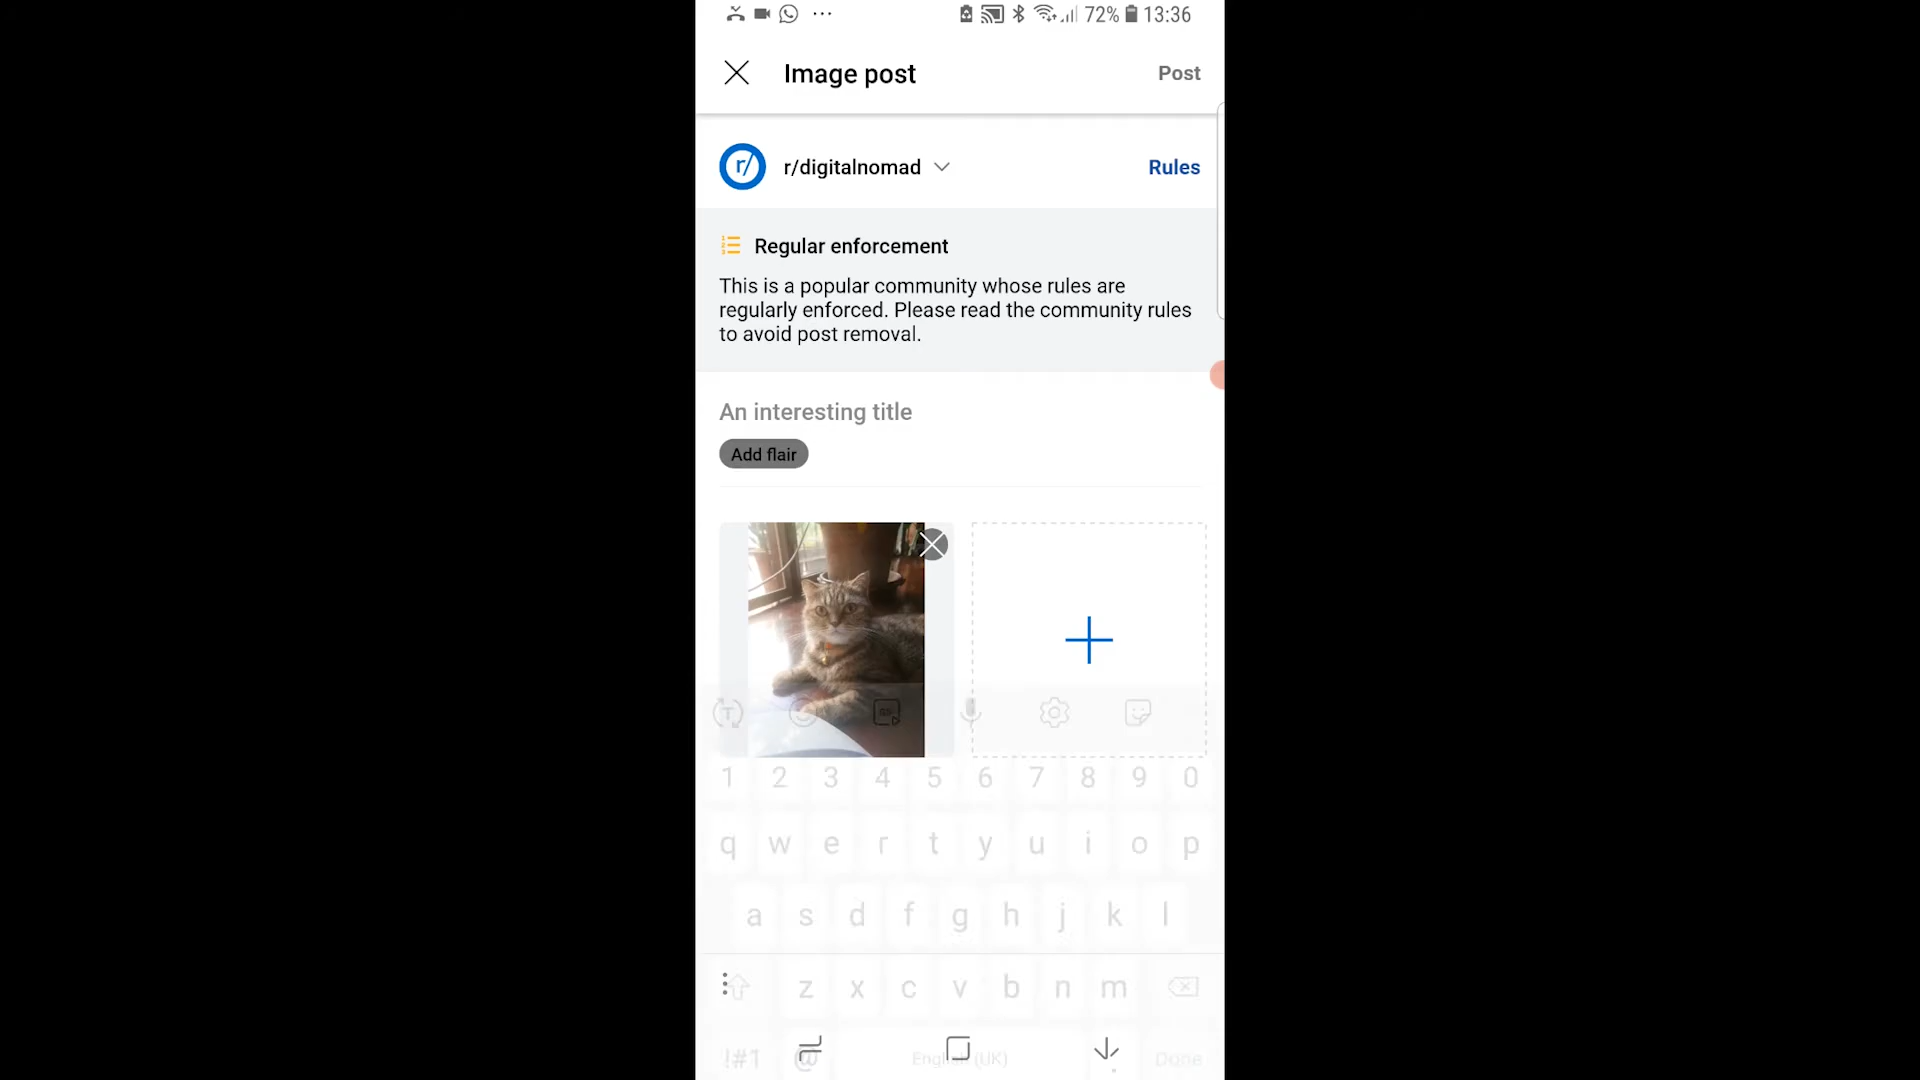 72% 13:36
Image post Post
r/ r/digitalnomad Rules
Regular enforcement
This is a popular community whose rules are
regularly enforced. Please read the community rules
to avoid post removal.
An interesting title
Add flair
1 2 3 4 5 6 7 8 9 0
q w e r t y u i o p
a s d f g h j k l
z x c v b n m
!#1 @ English (UK) Done